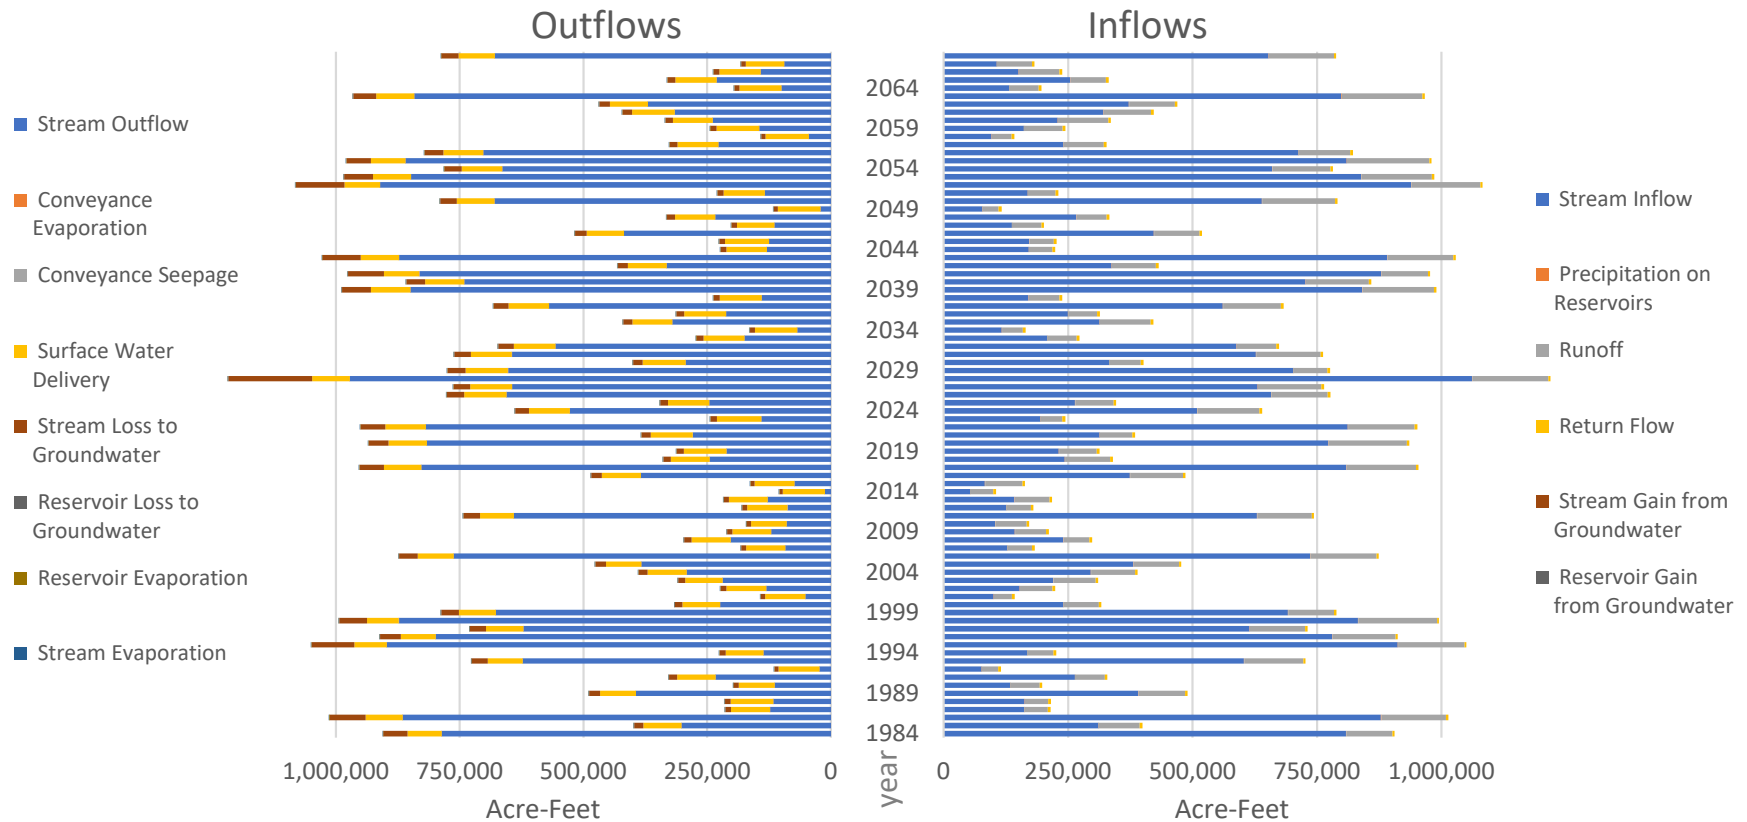 Outflows
Inflows
Stream Outflow
Conveyance
Evaporation
Conveyance Seepage
Surface Water
Delivery
Stream Loss to
Groundwater
Reservoir Loss to
Groundwater
Reservoir Evaporation
Stream Evaporation
2064
2059
2054
2049
2044
2039
2034
2029
2024
2019
2014
2009
2004
1999
1994
1989
1984
Stream Inflow
Precipitation on
Reservoirs
Runoff
Return Flow
Stream Gain from
Groundwater
Reservoir Gain
from Groundwater
1,000,000 750,000 500,000 250,000 0
year
0 250,000 500,000 750,000 1,000,000
Acre-Feet
Acre-Feet